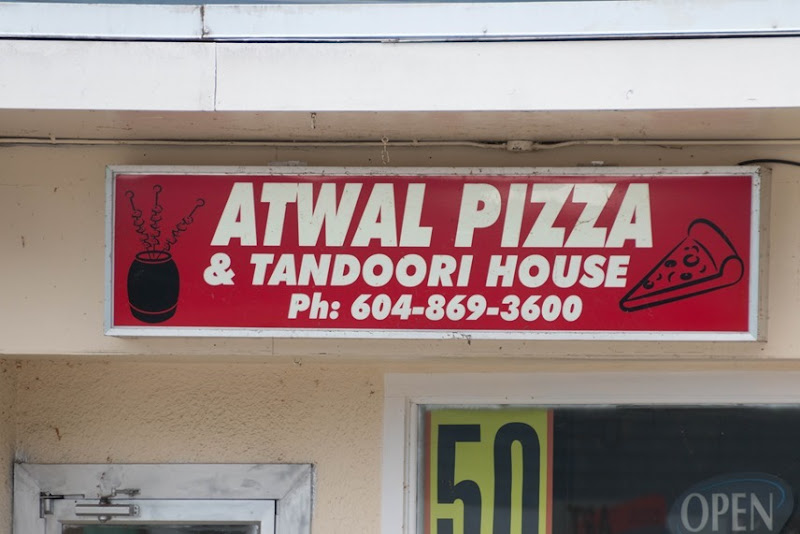 ATWAL PIZZA
& TANDOORI HOUSE
Ph: 604-869-3600
50
OPEN